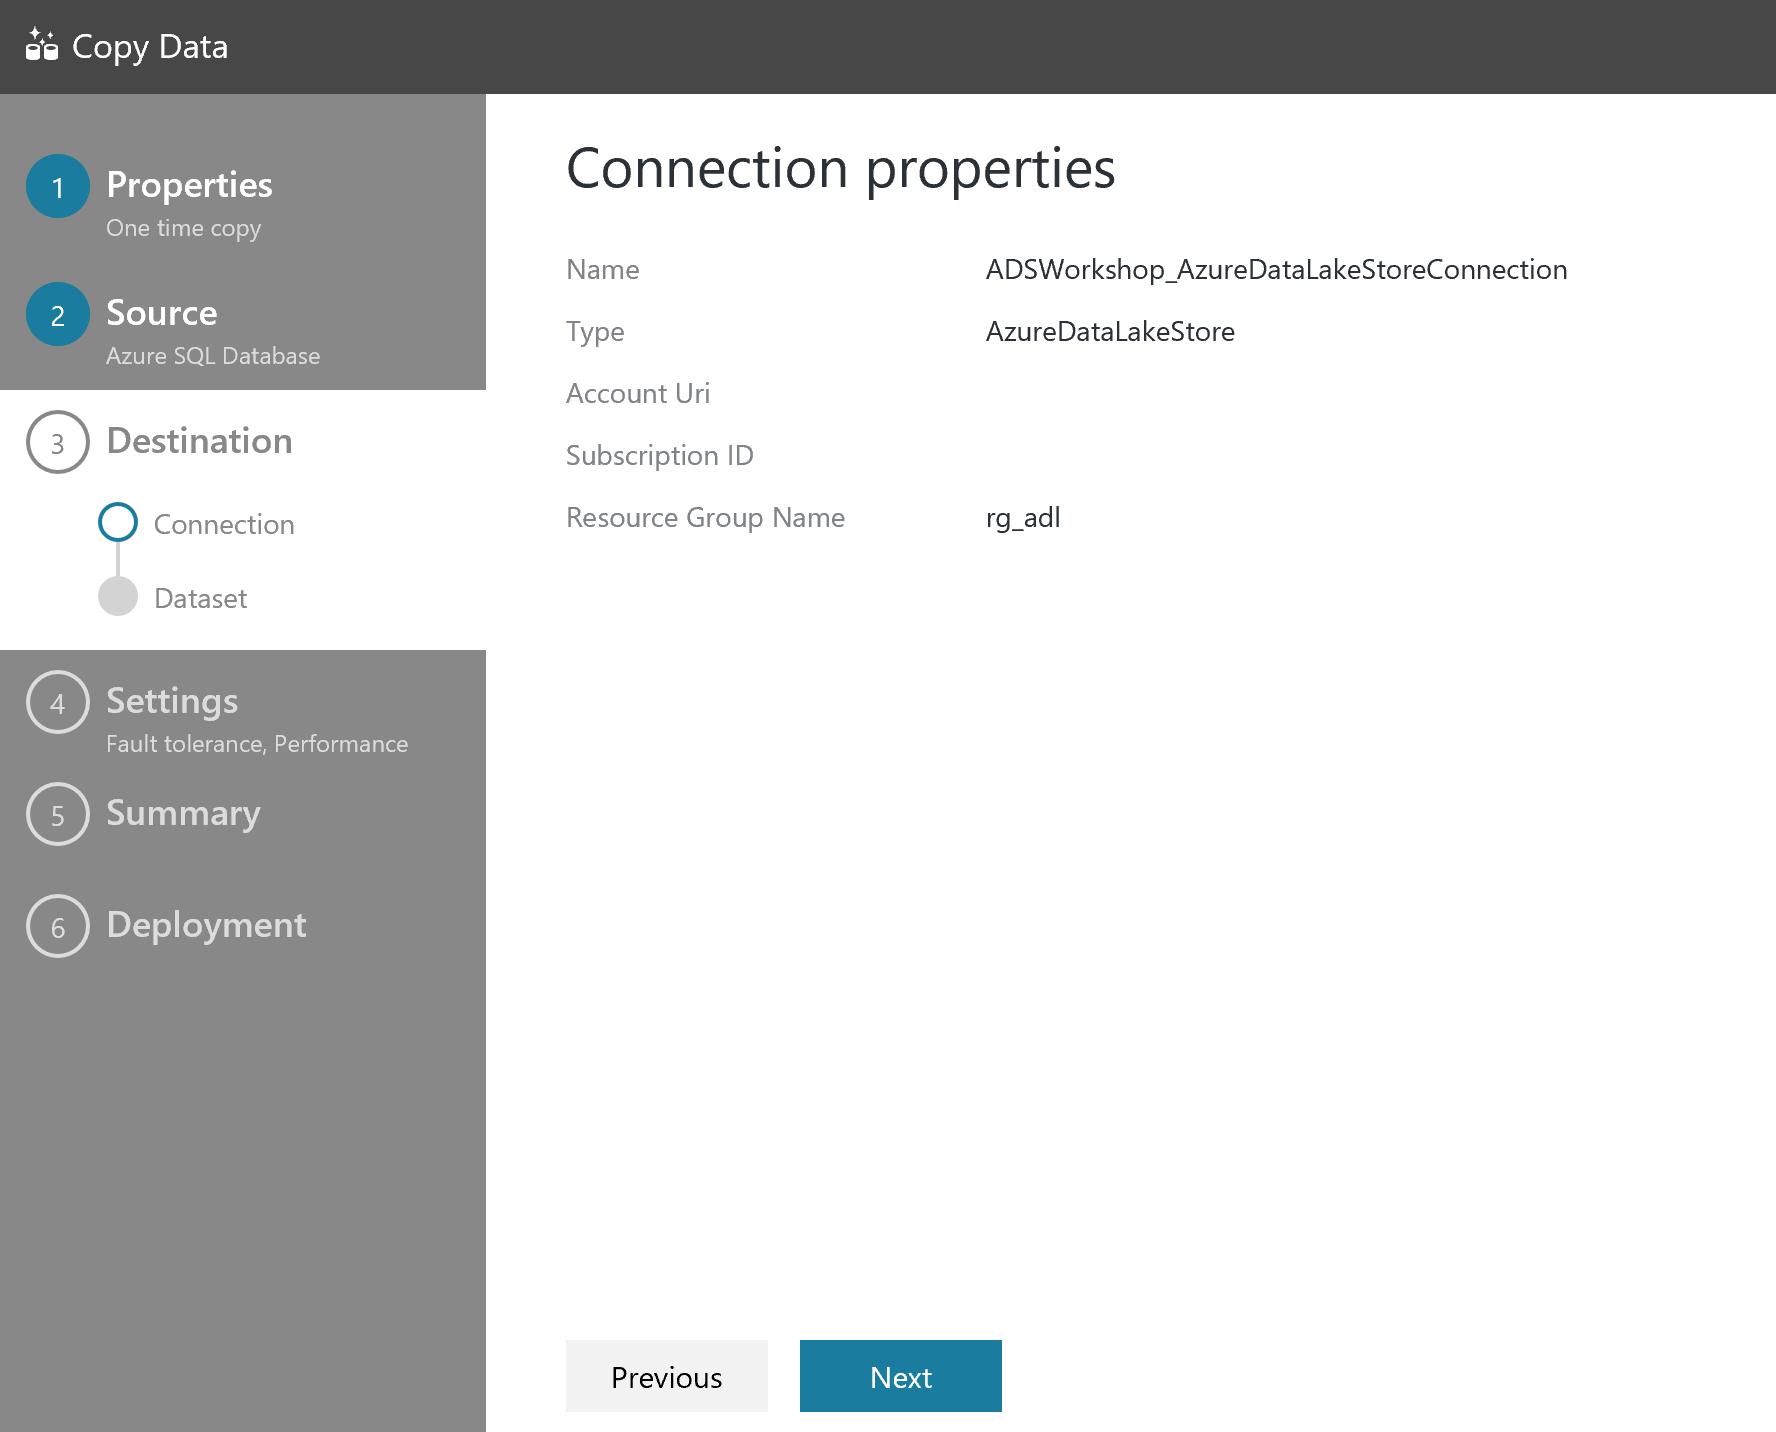 Copy Data
1 Properties
One time copy
2 Source
Azure SQL Database
3 Destination
Connection
Dataset
4 Settings
Fault tolerance, Performance
5 Summary
6 Deployment
Connection properties
Name ADSWorkshop_AzureDataLakeStoreConnection
Type AzureDataLakeStore
Account Uri
Subscription ID
Resource Group Name rg_adl
Previous Next